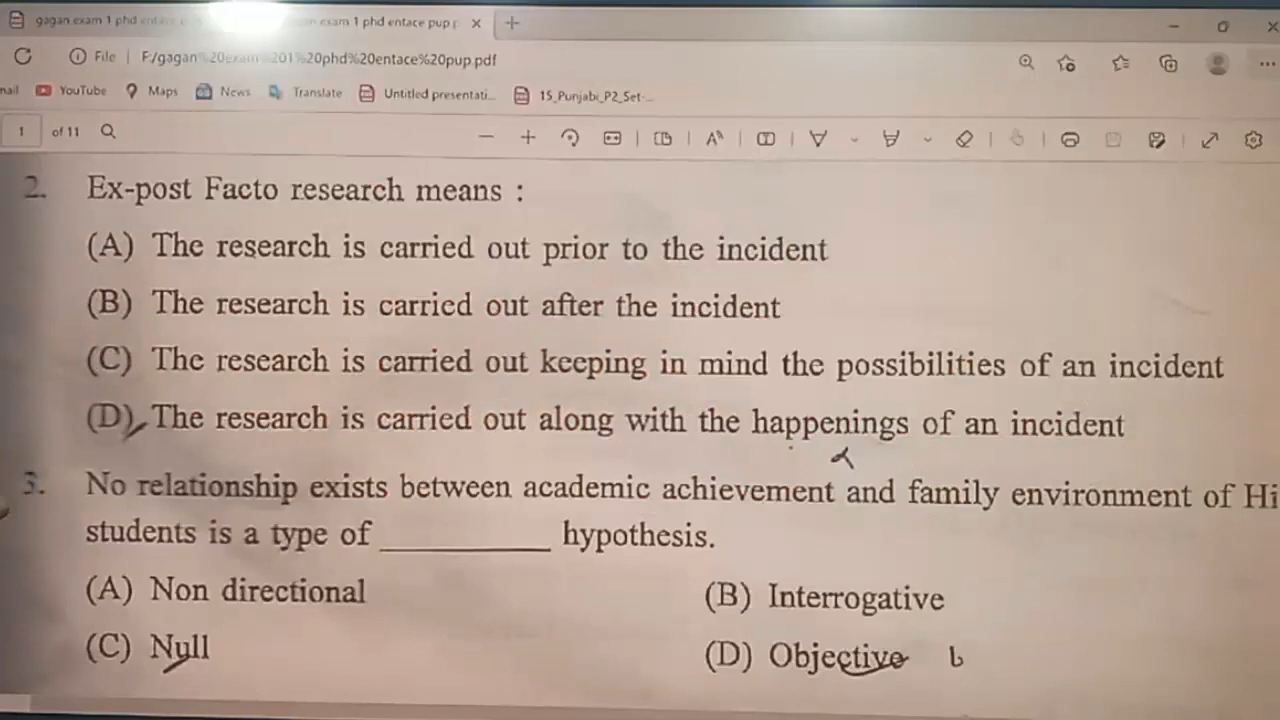 gagan exam 1 phd
exam 1 phd entace pup p
File F:/gagan%20exam%201%20phd%20entace%20pup.pdf
YouTube Maps News Translate Untitled presentati... 15_Punjabi_P2_Set-...
1 of 11
2. Ex-post Facto research means :
(A) The research is carried out prior to the incident
(B) The research is carried out after the incident
(C) The research is carried out keeping in mind the possibilities of an incident
(D) The research is carried out along with the happenings of an incident
3. No relationship exists between academic achievement and family environment of Hi
students is a type of __________ hypothesis.
(A) Non directional (B) Interrogative
(C) Null (D) Objective